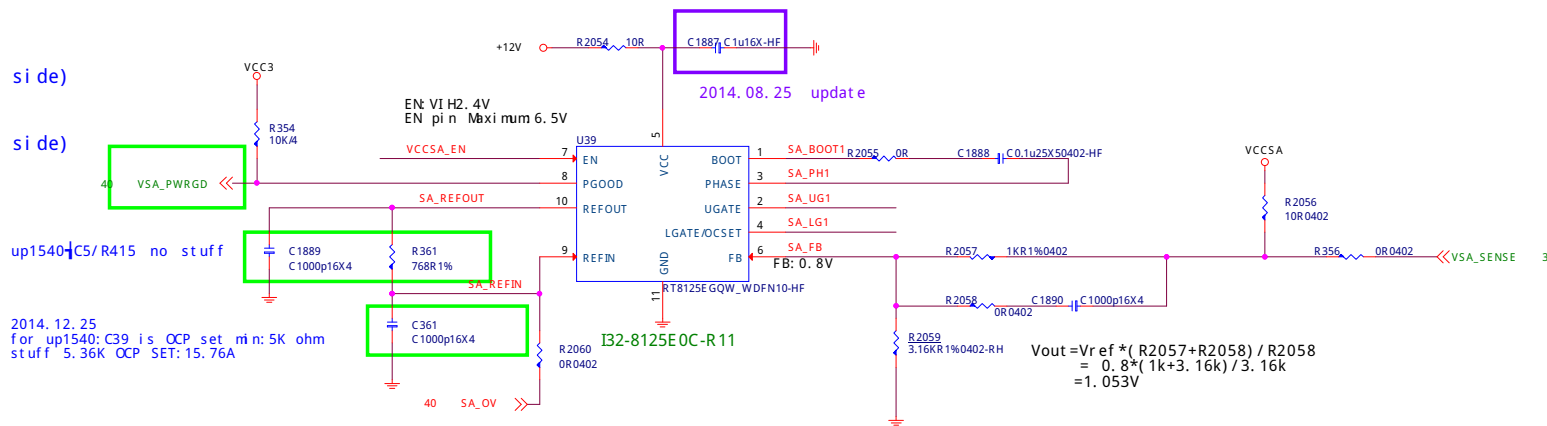 R2054 10R
C1887 C1u16X-HF
+12V
VCC3
side)
2014.08.25 update
EN:VIH2.4V
EN pin Maximum:6.5V
R354
10K/4
side)
U39
5
VCC
VCCSA_EN
7
EN
BOOT
1
SA_BOOT1
R2055 0R
C1888 C0.1u25X50402-HF
VCCSA
40 VSA_PWRGD
8
PGOOD
PHASE
3
SA_PH1
SA_REFOUT
10
REFOUT
UGATE
2
SA_UG1
R2056
10R0402
LGATE/OCSET
4
SA_LG1
C1889
C1000p16X4
R361
768R1%
9
REFIN
GND
FB
6
SA_FB
FB:0.8V
R2057 1KR1%0402
R356 0R0402
VSA_SENSE 3
SA_REFIN
11
RT8125EGQW_WDFN10-HF
R2058
0R0402
C1890 C1000p16X4
2014.12.25
for up1540:C39 is OCP set min:5K ohm
stuff 5.36K OCP SET:15.76A
C361
C1000p16X4
I32-8125E0C-R11
R2060
0R0402
R2059
3.16KR1%0402-RH
Vout=Vref*(R2057+R2058)/R2058
= 0.8*(1k+3.16k)/3.16k
=1.053V
40 SA_OV